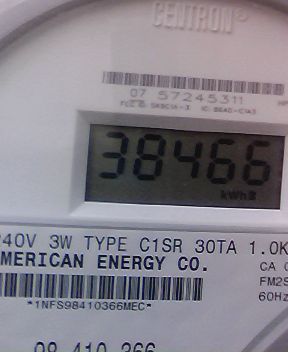 CENTRON®
07 57245311
38466
kWh
240V 3W TYPE C1SR 30TA 1.0K
MERICAN ENERGY CO.
CA
FM2S
60Hz
*1NFS98410366MEC*
98 410 366